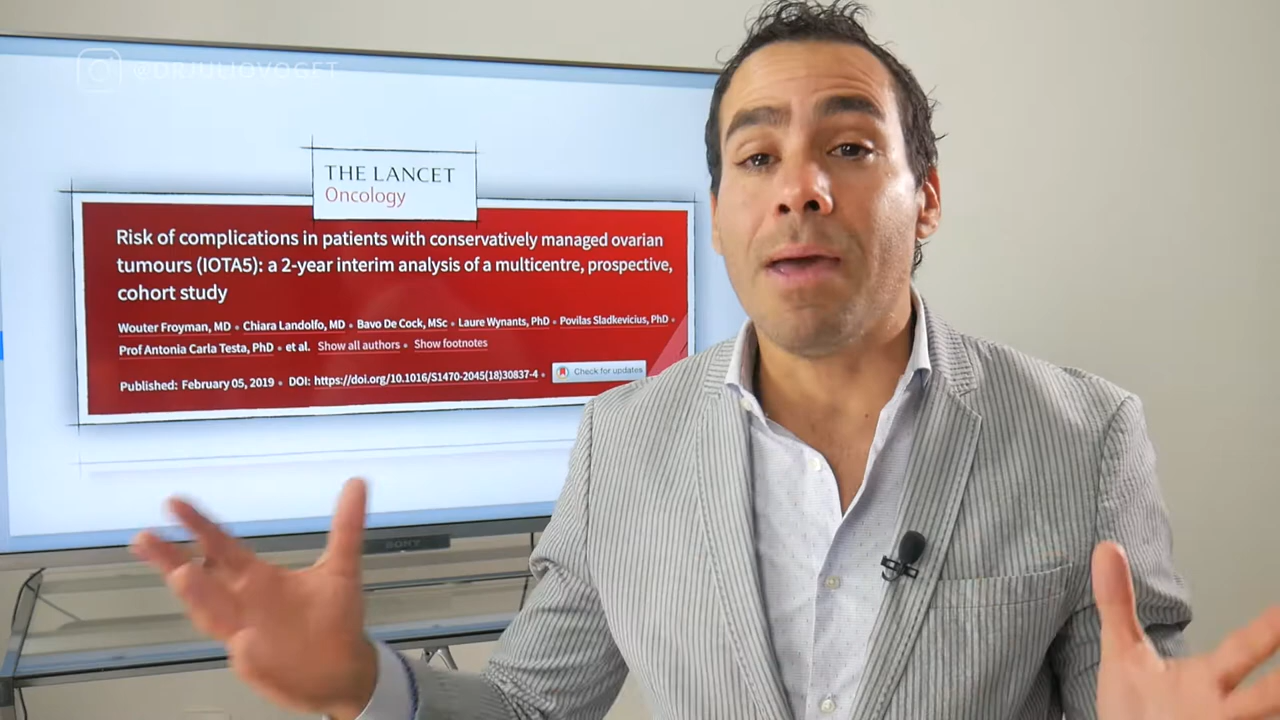 @DRJULIOVOGET
THE LANCET
Oncology
Risk of complications in patients with conservatively managed ovarian
tumours (IOTA5): a 2-year interim analysis of a multicentre, prospective,
cohort study
Wouter Froyman, MD • Chiara Landolfo, MD • Bavo De Cock, MSc • Laure Wynants, PhD • Povilas Sladkevicius, PhD •
Prof Antonia Carla Testa, PhD • et al. Show all authors • Show footnotes
Published: February 05, 2019 • DOI: https://doi.org/10.1016/S1470-2045(18)30837-4 • Check for updates
SONY